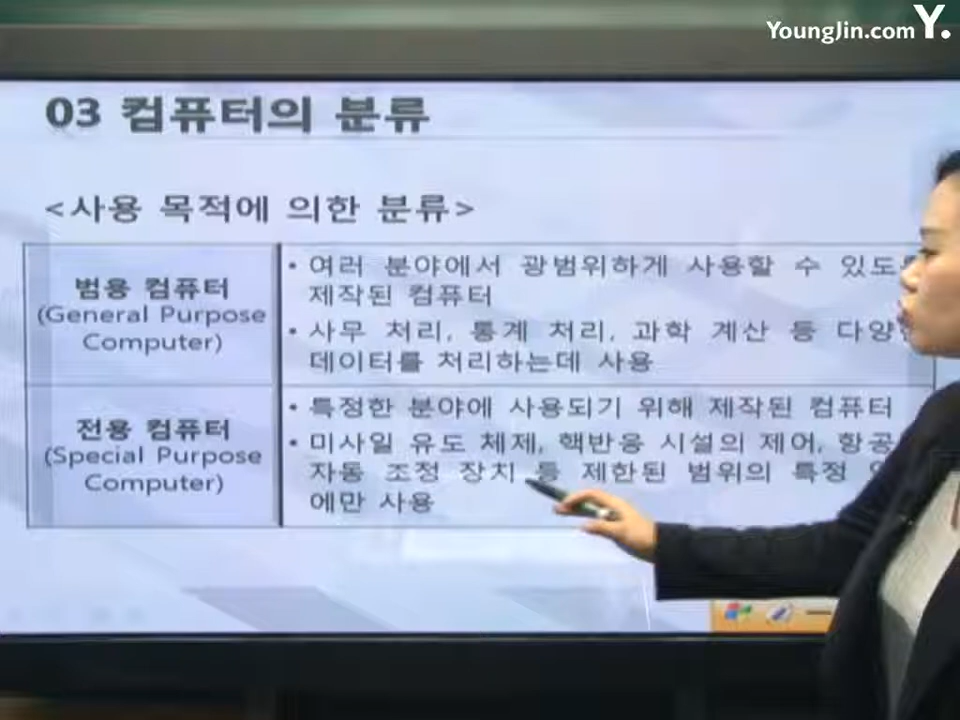 YoungJin.com Y.
03 컴퓨터의 분류
<사용 목적에 의한 분류>
범용 컴퓨터
(General Purpose
Computer)
• 여러 분야에서 광범위하게 사용할 수
제작된 컴퓨터
• 사무 처리, 통계 처리, 과학 계산 등
데이터를 처리하는데 사용
전용 컴퓨터
(Special Purpose
Computer)
• 특정한 분야에 사용되기 위해 제작된 컴퓨터
• 미사일 유도 체제, 핵반응 시설의 제어,
자동 조정 장치 등 제한된 범위의 특정
에만 사용